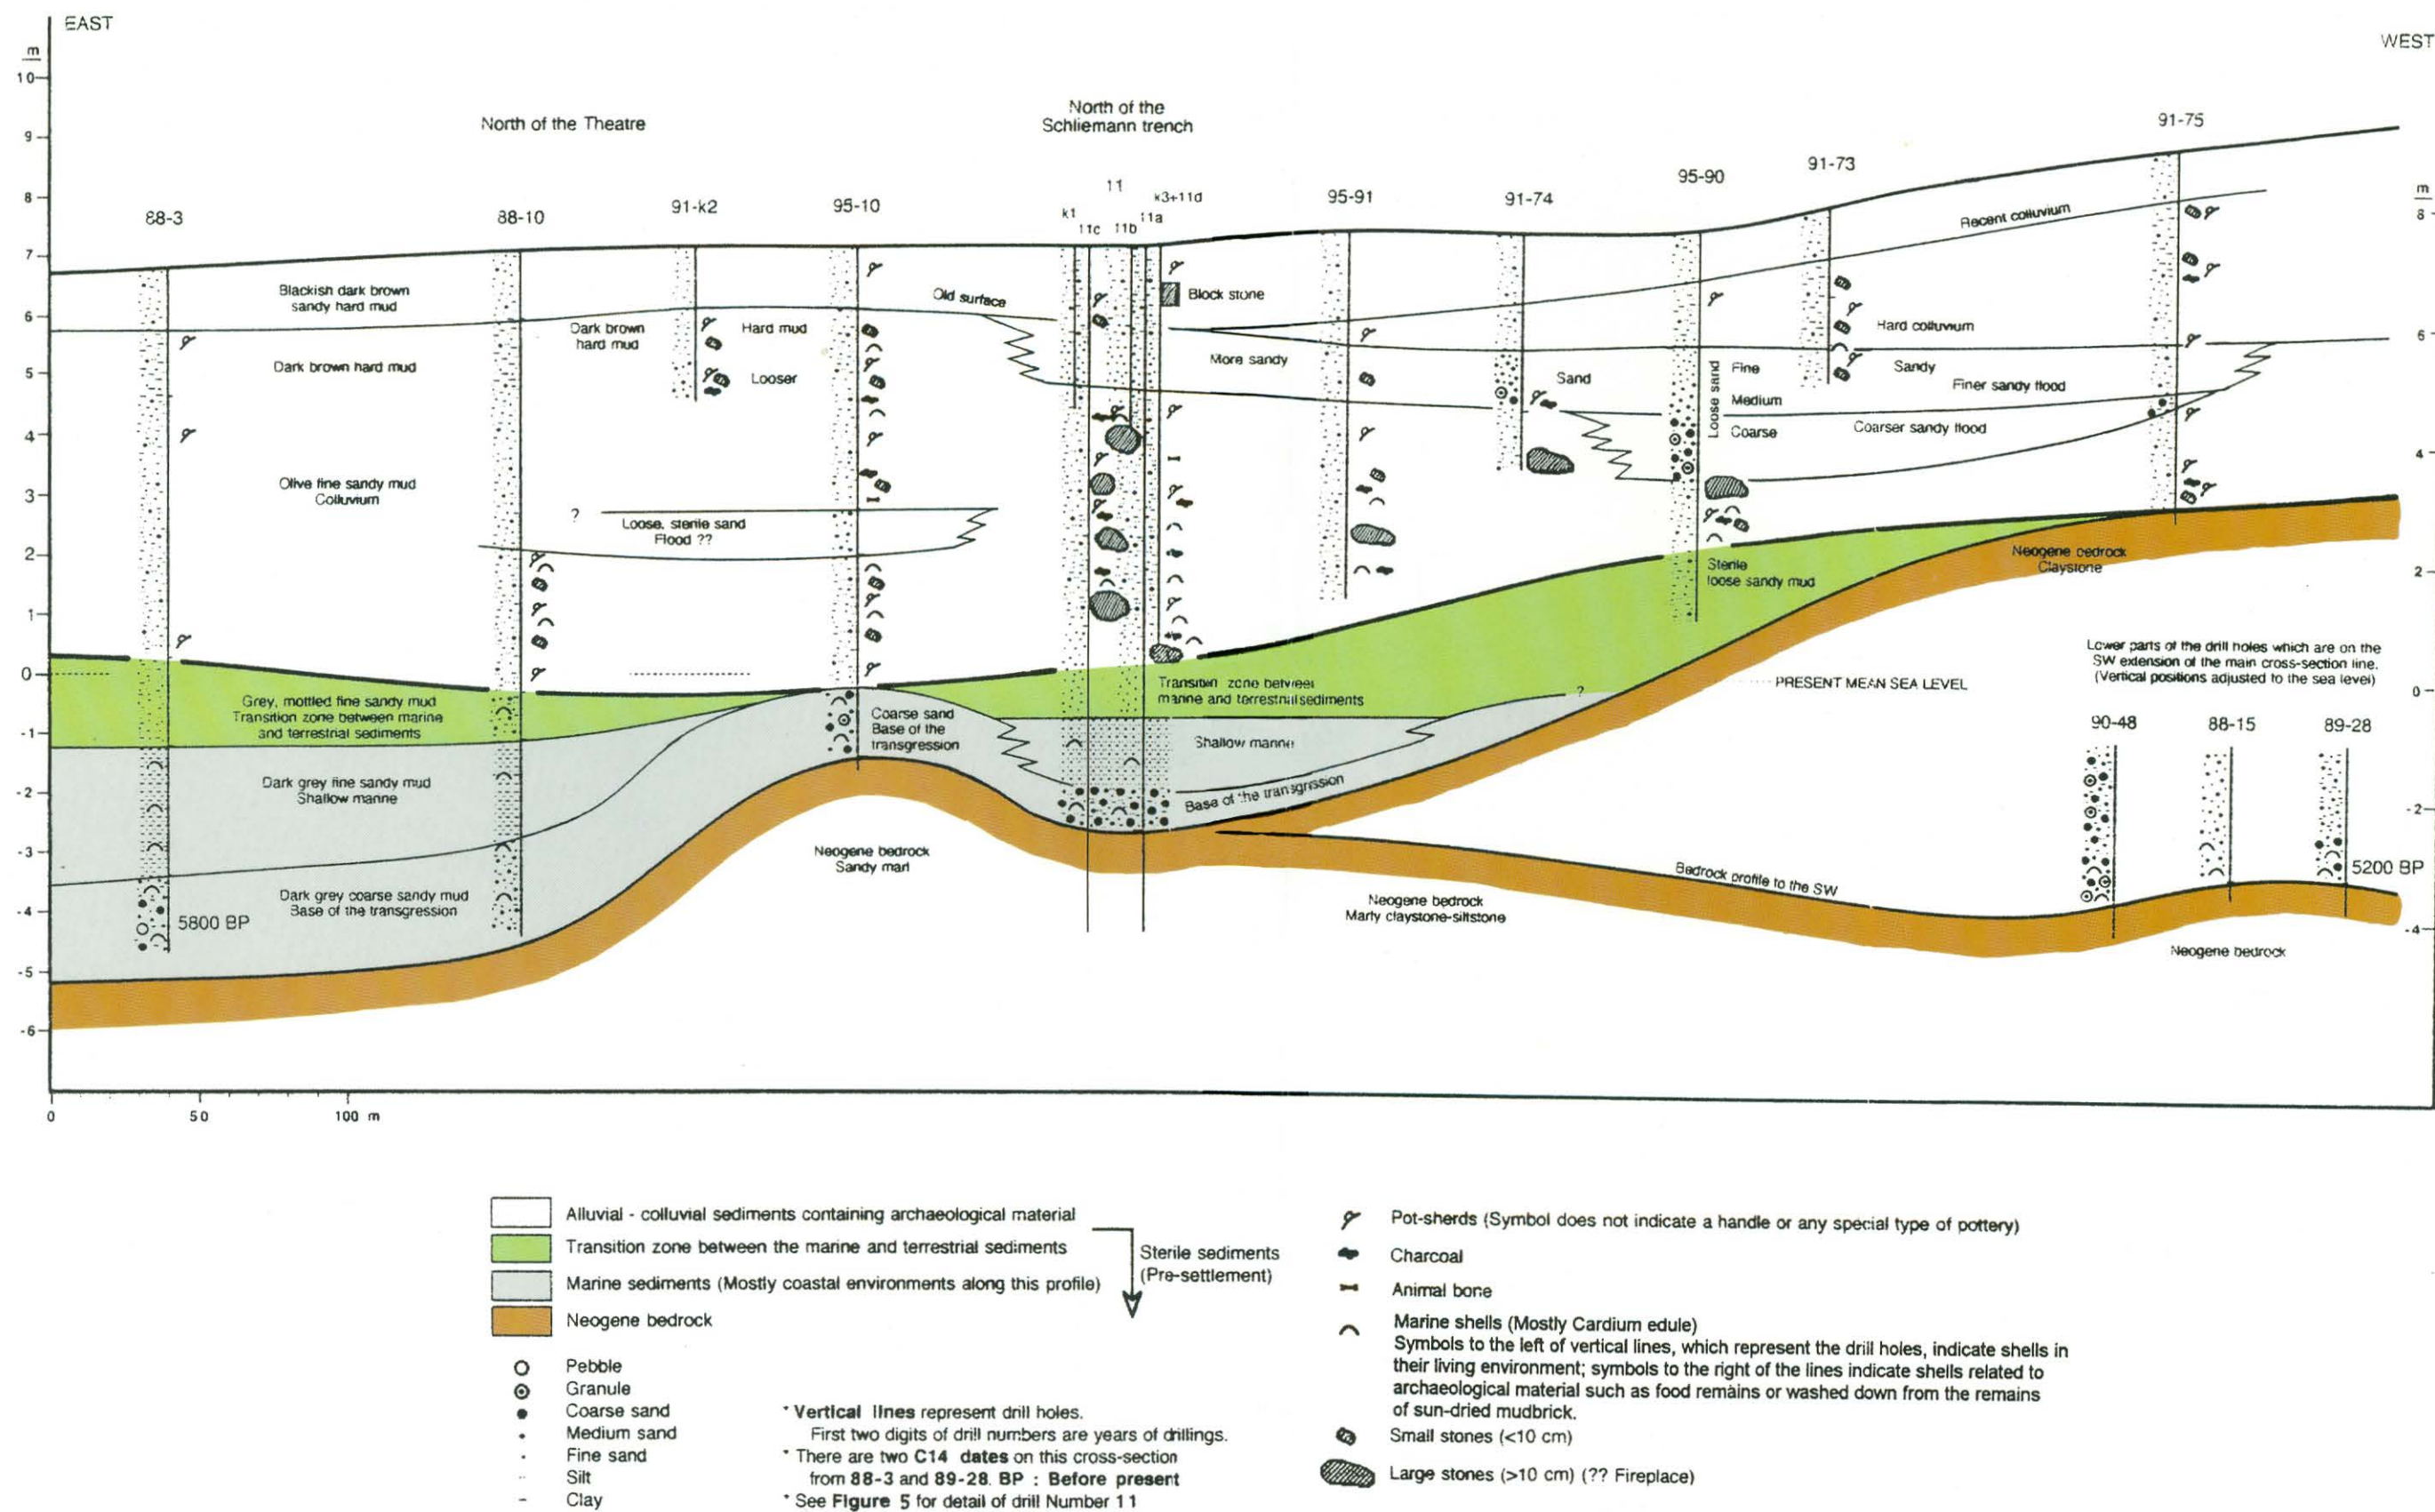 EAST
WEST
m
10
9
8
7
6
5
4
3
2
1
0
-1
-2
-3
-4
-5
-6
m
8
6
4
2
0
-2
-4
0
50
100 m
North of the Theatre
North of the
Schliemann trench
88-3
88-10
91-k2
95-10
11
k1
11c
11b
11a
k3+11d
95-91
91-74
95-90
91-73
91-75
Blackish dark brown
sandy hard mud
Dark brown hard mud
Olive fine sandy mud
Colluvium
Dark brown
hard mud
Hard mud
Looser
Old surface
?
Loose, sterile sand
Flood ??
Block stone
More sandy
Sand
Loose sand
Fine
Medium
Coarse
Recent colluvium
Hard colluvium
Sandy
Finer sandy flood
Coarser sandy flood
Sterile
loose sandy mud
Neogene bedrock
Claystone
Grey, mottled fine sandy mud
Transition zone between marine
and terrestrial sediments
Dark grey fine sandy mud
Shallow marine
Dark grey coarse sandy mud
Base of the transgression
5800 BP
Coarse sand
Base of the
transgression
Neogene bedrock
Sandy marl
Transition zone between
marine and terrestrial sediments
Shallow marine
?
Base of the transgression
PRESENT MEAN SEA LEVEL
Lower parts of the drill holes which are on the
SW extension of the main cross-section line.
(Vertical positions adjusted to the sea level)
90-48
88-15
89-28
5200 BP
Bedrock profile to the SW
Neogene bedrock
Marly claystone-siltstone
Neogene bedrock
Alluvial - colluvial sediments containing archaeological material
Transition zone between the marine and terrestrial sediments
Marine sediments (Mostly coastal environments along this profile)
Neogene bedrock
Sterile sediments
(Pre-settlement)
Pebble
Granule
Coarse sand
Medium sand
Fine sand
Silt
Clay
* Vertical lines represent drill holes.
First two digits of drill numbers are years of drillings.
* There are two C14 dates on this cross-section
from 88-3 and 89-28. BP : Before present
* See Figure 5 for detail of drill Number 11
Pot-sherds (Symbol does not indicate a handle or any special type of pottery)
Charcoal
Animal bone
Marine shells (Mostly Cardium edule)
Symbols to the left of vertical lines, which represent the drill holes, indicate shells in
their living environment; symbols to the right of the lines indicate shells related to
archaeological material such as food remains or washed down from the remains
of sun-dried mudbrick.
Small stones (<10 cm)
Large stones (>10 cm) (?? Fireplace)